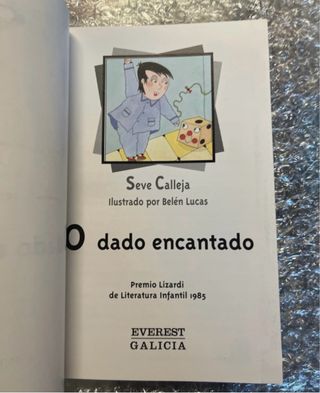 Seve Calleja
Ilustrado por Belén Lucas
O dado encantado
Premio Lizardi
de Literatura Infantil 1985
EVEREST
GALICIA